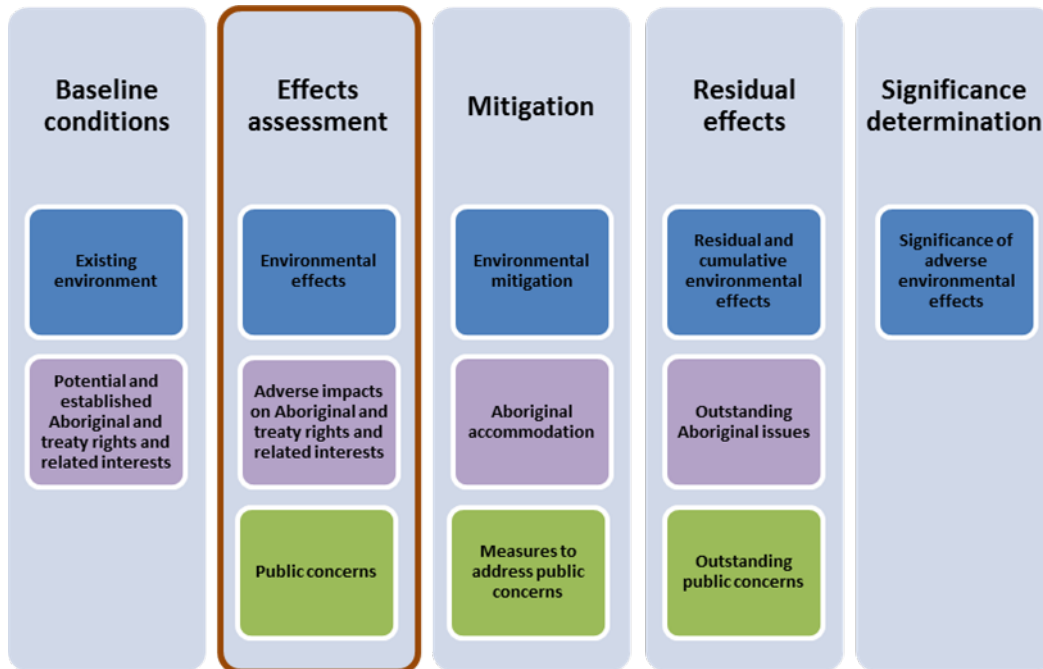 Baseline
conditions
Effects
assessment
Mitigation
Residual
effects
Significance
determination
Existing
environment
Environmental
effects
Environmental
mitigation
Residual and
cumulative
environmental
effects
Significance of
adverse
environmental
effects
Potential and
established
Aboriginal and
treaty rights and
related interests
Adverse impacts
on Aboriginal and
treaty rights and
related interests
Aboriginal
accommodation
Outstanding
Aboriginal issues
Public concerns
Measures to
address public
concerns
Outstanding
public concerns